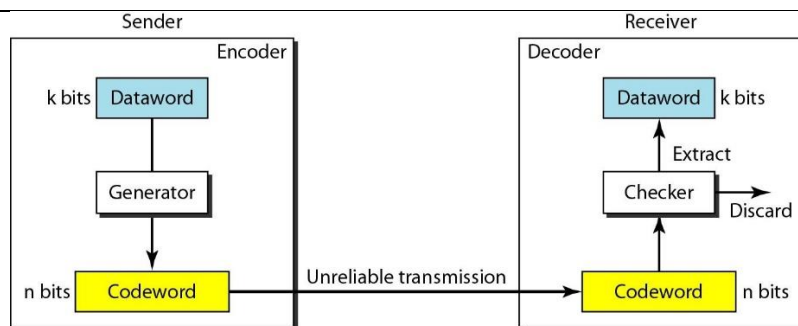 Sender
Receiver
Encoder
Decoder
k bits
Dataword
Dataword
k bits
Extract
Generator
Checker
Discard
Unreliable transmission
n bits
Codeword
Codeword
n bits